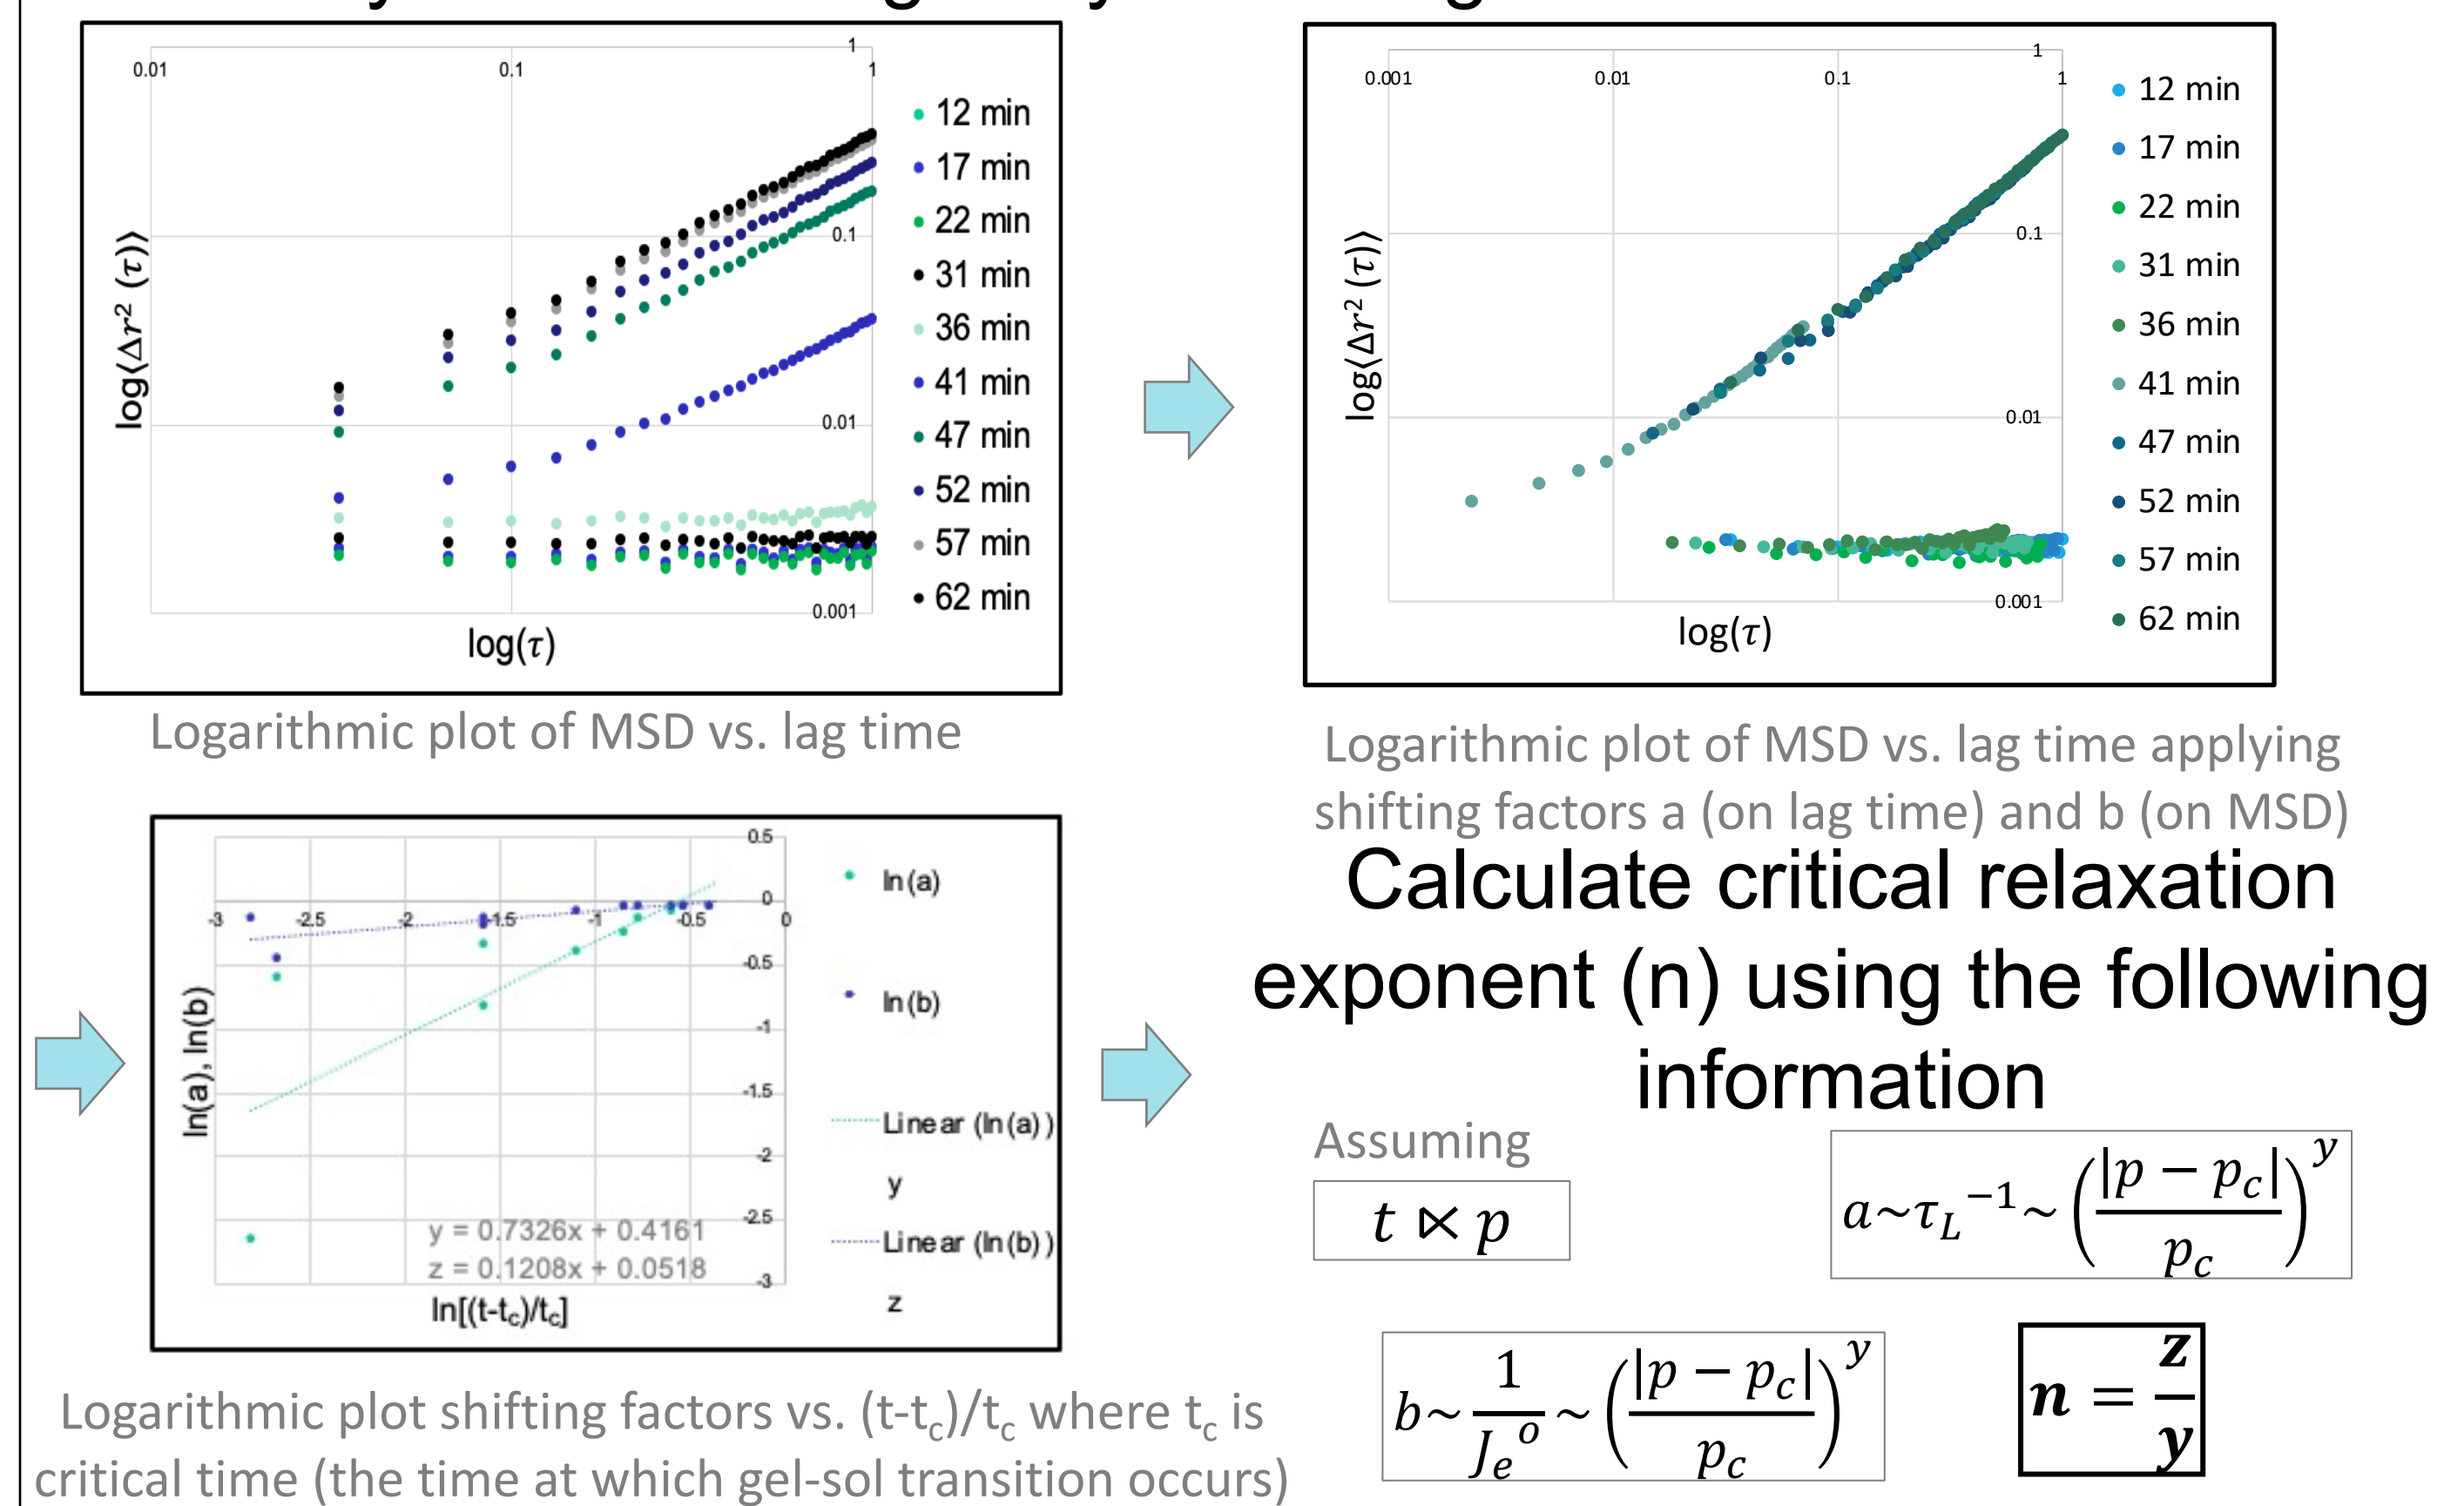 1
0.01 0.1 1
0.1
0.01
0.001
log⟨Δr² (τ)⟩
log(τ)
12 min
17 min
22 min
31 min
36 min
41 min
47 min
52 min
57 min
62 min
Logarithmic plot of MSD vs. lag time
1
0.001 0.01 0.1 1
0.1
0.01
0.001
log⟨Δr² (τ)⟩
log(τ)
12 min
17 min
22 min
31 min
36 min
41 min
47 min
52 min
57 min
62 min
Logarithmic plot of MSD vs. lag time applying
shifting factors a (on lag time) and b (on MSD)
0.5
0
-3 -2.5 -2 -1.5 -1 -0.5 0
-0.5
-1
-1.5
-2
-2.5
-3
ln(a), ln(b)
y = 0.7326x + 0.4161
z = 0.1208x + 0.0518
ln[(t-tc)/tc]
ln(a)
ln(b)
Linear (ln(a))
y
Linear (ln(b))
z
Logarithmic plot shifting factors vs. (t-tc)/tc where tc is
critical time (the time at which gel-sol transition occurs)
Calculate critical relaxation
exponent (n) using the following
information
Assuming
t ⋉ p
a~τL⁻¹~(|p − pc|/pc)^y
b~1/Je^o~(|p − pc|/pc)^y
n = z/y